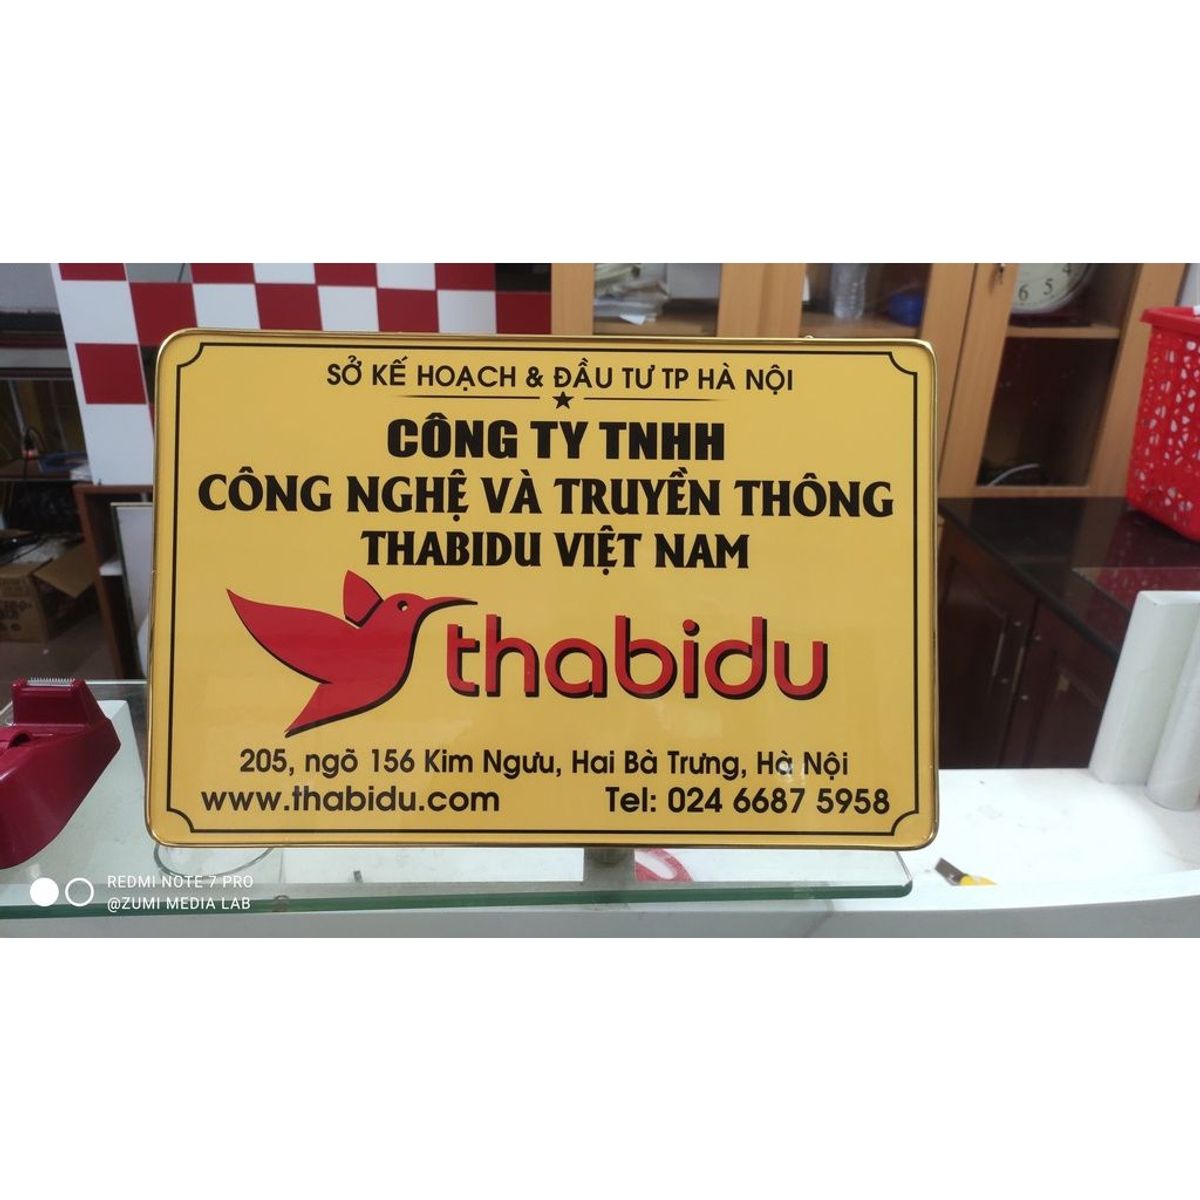 SỞ KẾ HOẠCH & ĐẦU TƯ TP HÀ NỘI
CÔNG TY TNHH
CÔNG NGHỆ VÀ TRUYỀN THÔNG
THABIDU VIỆT NAM
thabidu
205, ngõ 156 Kim Ngưu, Hai Bà Trưng, Hà Nội
www.thabidu.com Tel: 024 6687 5958
6 5
REDMI NOTE 7 PRO
@ZUMI MEDIA LAB